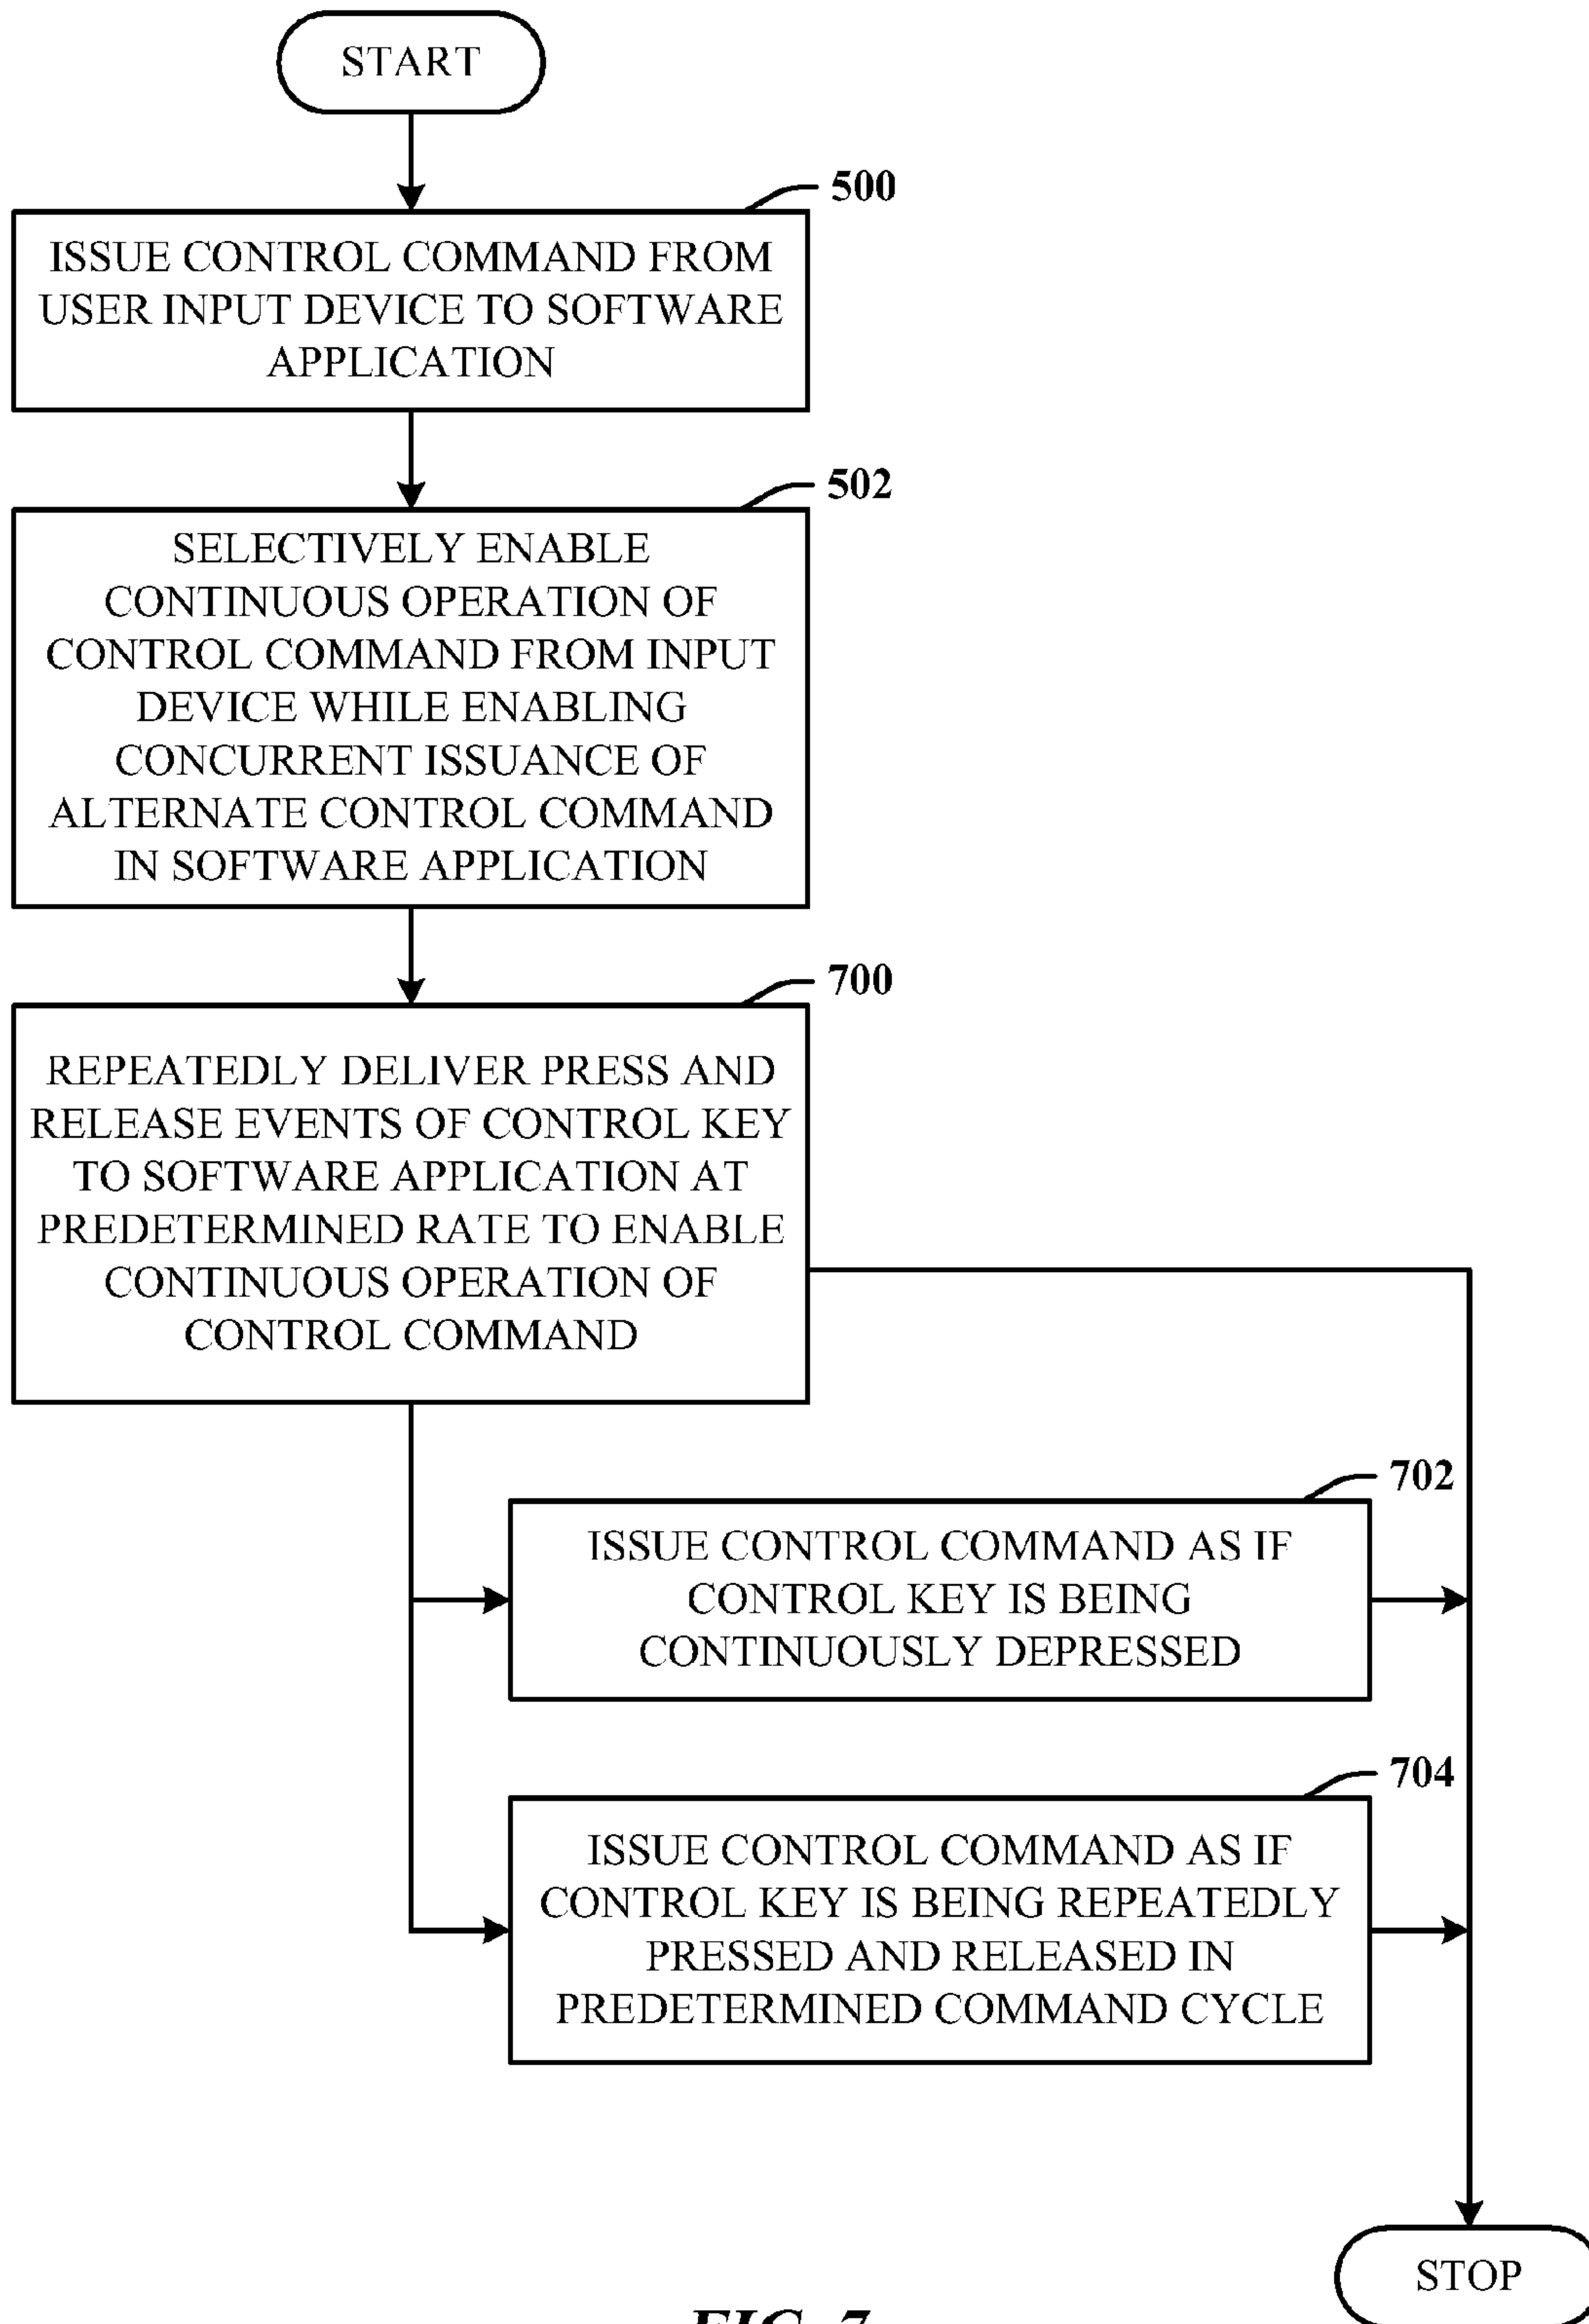 START
500
ISSUE CONTROL COMMAND FROM
USER INPUT DEVICE TO SOFTWARE
APPLICATION
502
SELECTIVELY ENABLE
CONTINUOUS OPERATION OF
CONTROL COMMAND FROM INPUT
DEVICE WHILE ENABLING
CONCURRENT ISSUANCE OF
ALTERNATE CONTROL COMMAND
IN SOFTWARE APPLICATION
700
REPEATEDLY DELIVER PRESS AND
RELEASE EVENTS OF CONTROL KEY
TO SOFTWARE APPLICATION AT
PREDETERMINED RATE TO ENABLE
CONTINUOUS OPERATION OF
CONTROL COMMAND
702
ISSUE CONTROL COMMAND AS IF
CONTROL KEY IS BEING
CONTINUOUSLY DEPRESSED
704
ISSUE CONTROL COMMAND AS IF
CONTROL KEY IS BEING REPEATEDLY
PRESSED AND RELEASED IN
PREDETERMINED COMMAND CYCLE
STOP
FIG. 7